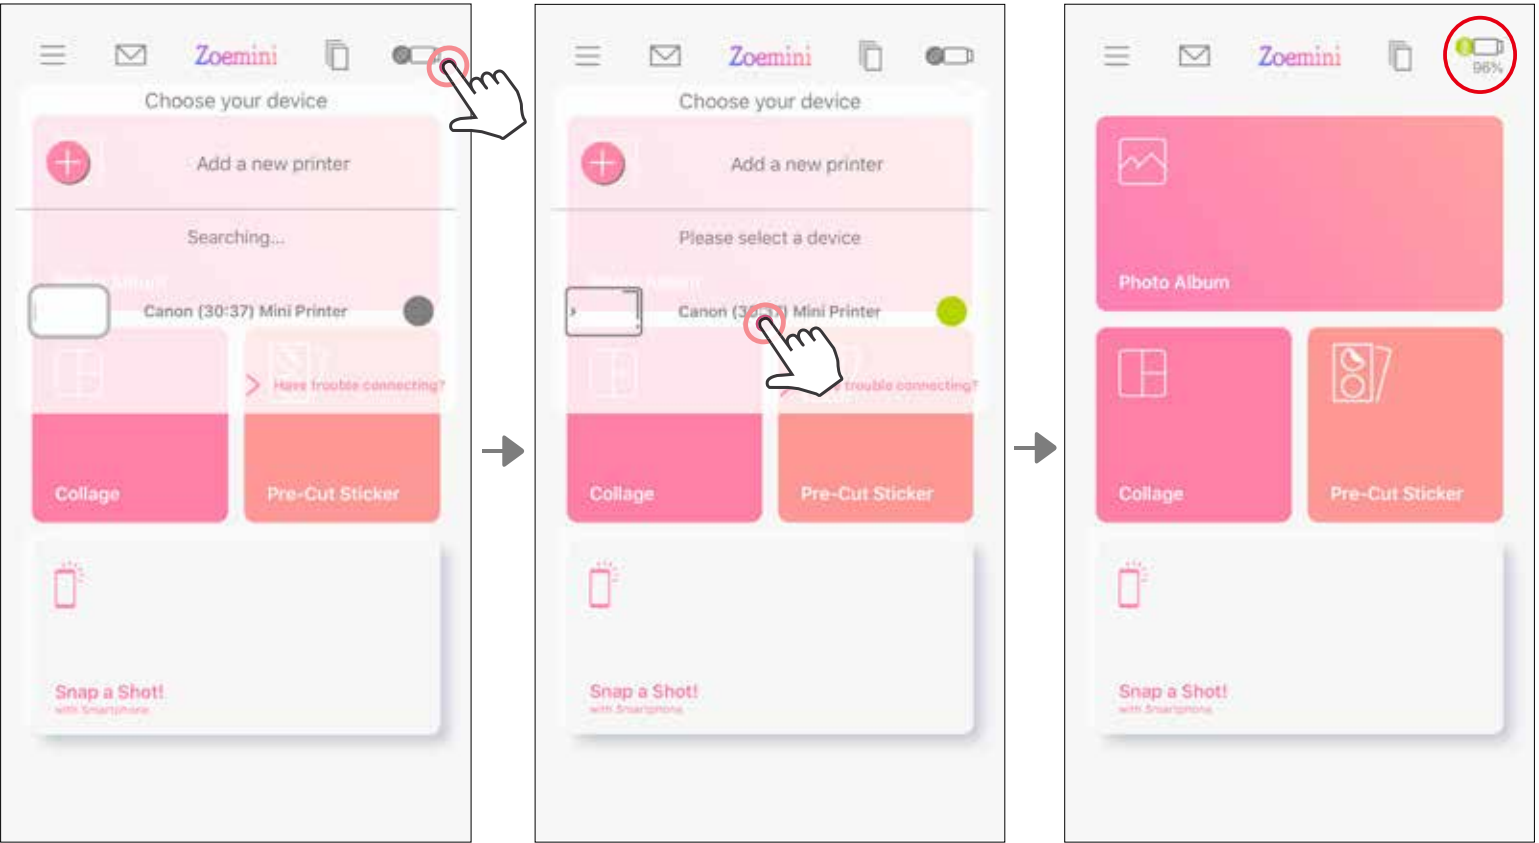 Zoemini
Choose your device
Add a new printer
Searching...
Canon (30:37) Mini Printer
Have trouble connecting?
Collage
Pre-Cut Sticker
Snap a Shot!
with Smartphone
Zoemini
Choose your device
Add a new printer
Please select a device
Canon (30:37) Mini Printer
trouble connecting?
Collage
Pre-Cut Sticker
Snap a Shot!
with Smartphone
Zoemini
96%
Photo Album
Collage
Pre-Cut Sticker
Snap a Shot!
with Smartphone